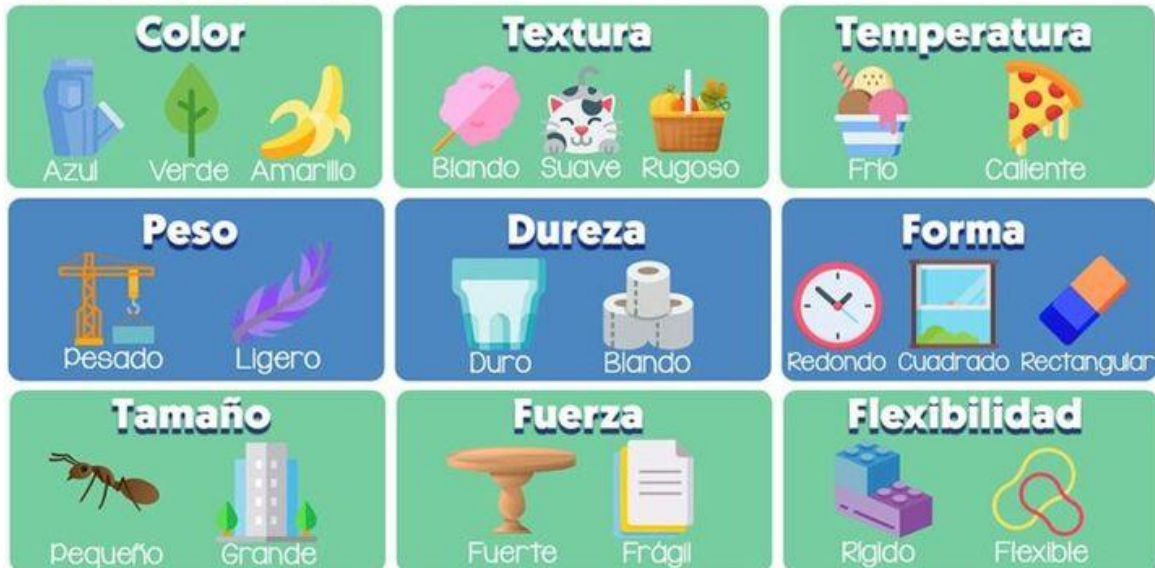 Color
Azul Verde Amarillo
Textura
Blando Suave Rugoso
Temperatura
Frío Caliente
Peso
Pesado Ligero
Dureza
Duro Blando
Forma
Redondo Cuadrado Rectangular
Tamaño
Pequeño Grande
Fuerza
Fuerte Frágil
Flexibilidad
Rígido Flexible